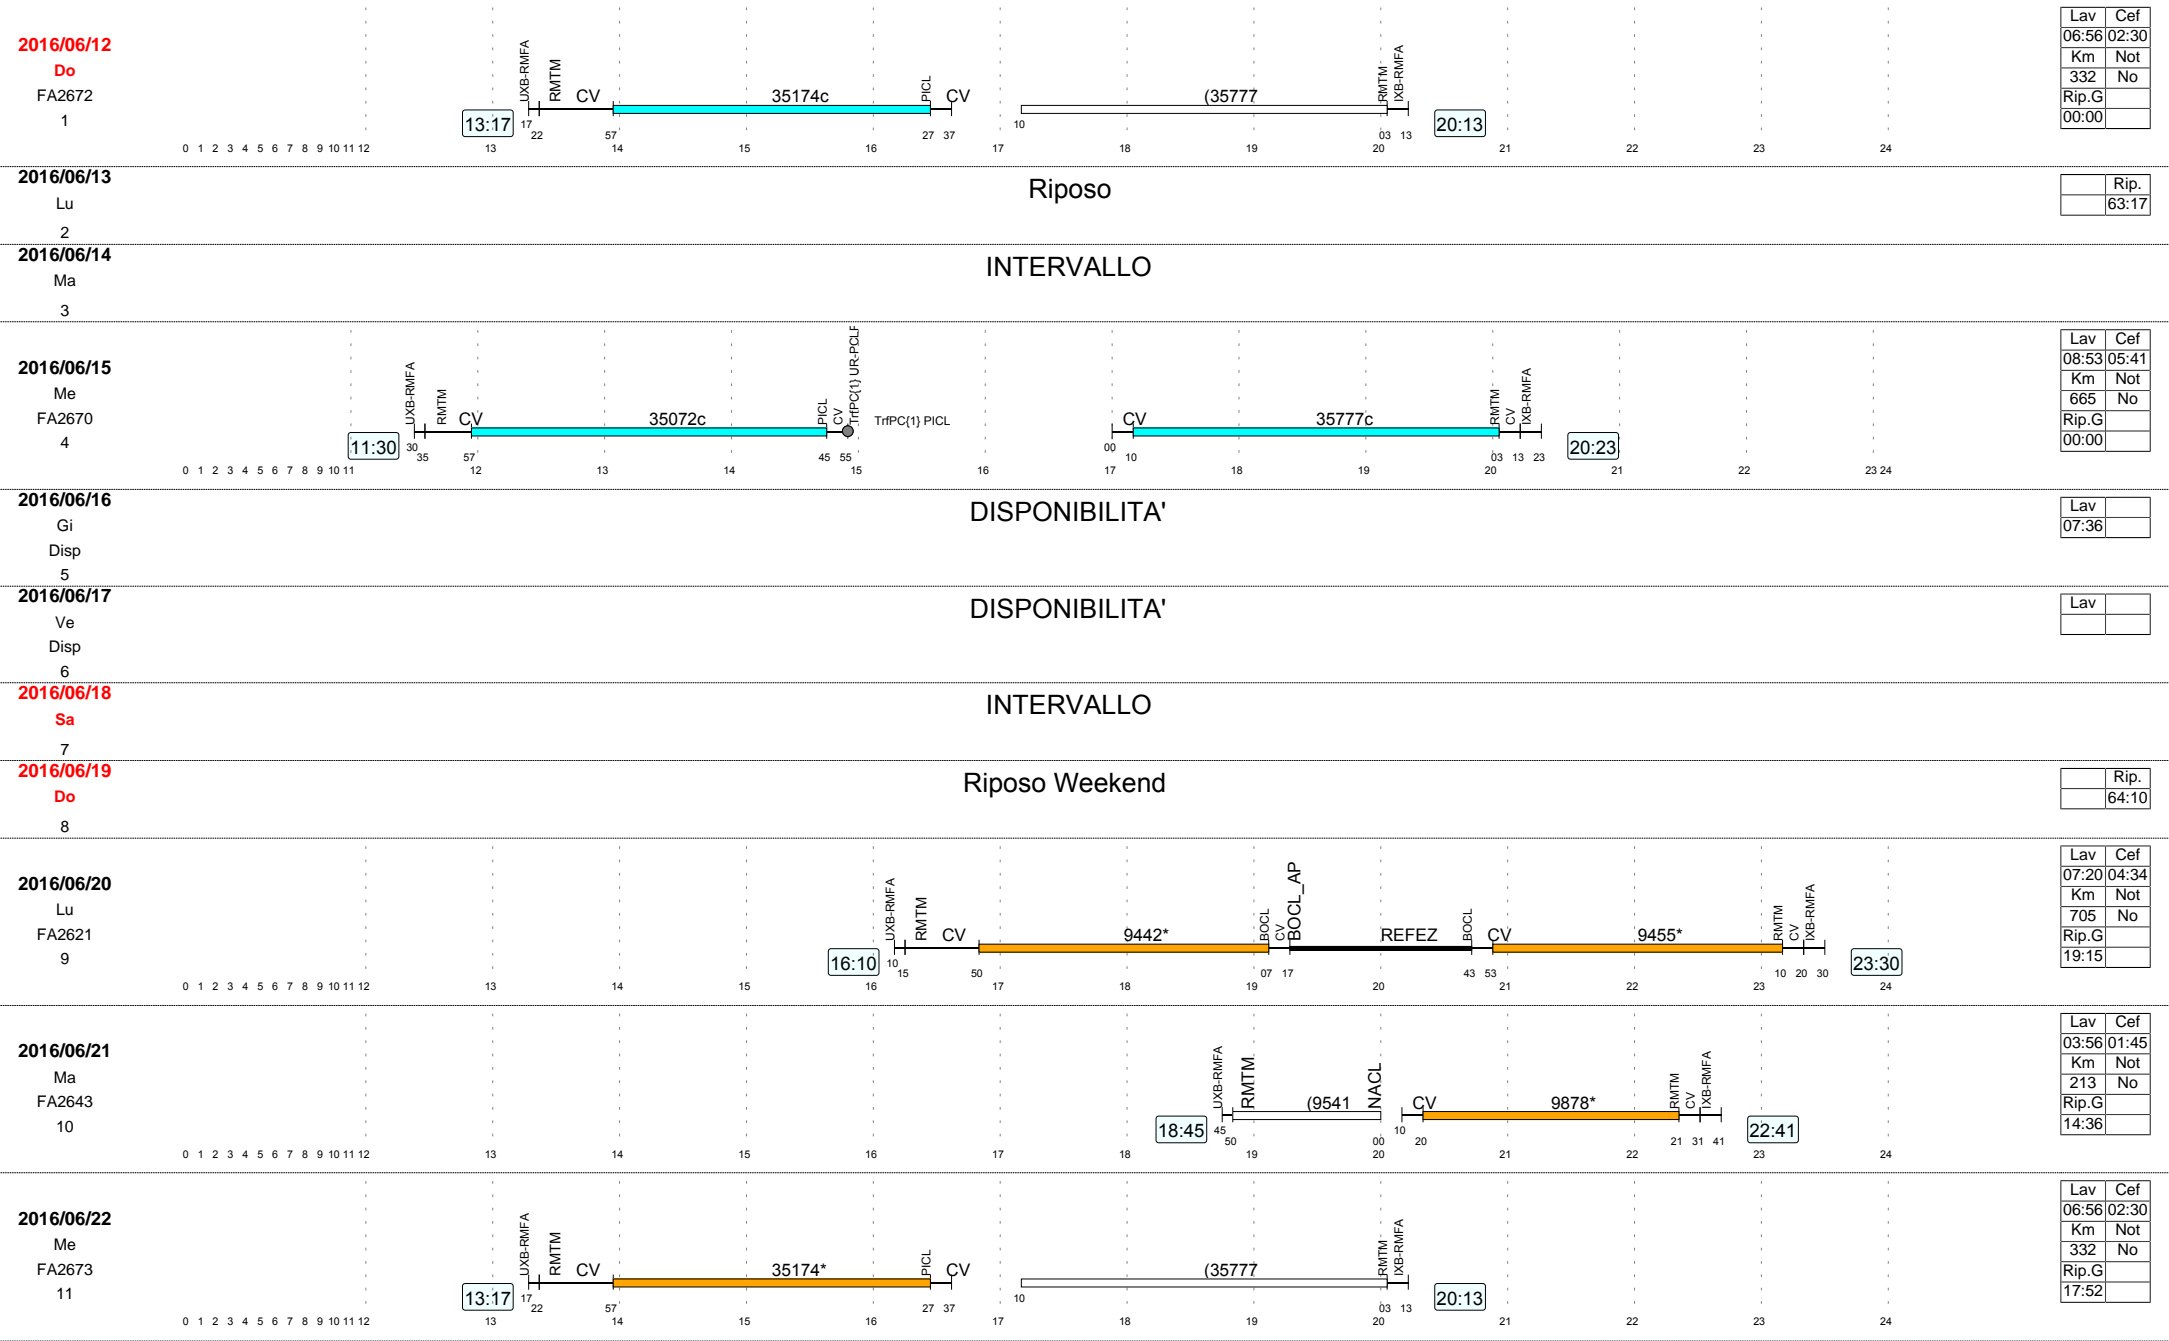 2016/06/12
Do
FA2672
1
13:17
UXB-RMFA
RMTM
CV
35174c
PICL
CV
(35777
RMTM
IXB-RMFA
20:13
17 22 57 27 37 10 03 13
0 1 2 3 4 5 6 7 8 9 10 11 12 13 14 15 16 17 18 19 20 21 22 23 24
Lav Cef
06:56 02:30
Km Not
332 No
Rip.G
00:00
2016/06/13
Lu
2
Riposo
Rip.
63:17
2016/06/14
Ma
3
INTERVALLO
2016/06/15
Me
FA2670
4
11:30
UXB-RMFA
RMTM
CV
35072c
PICL
CV
TrfPC{1} UR-PCLF
TrfPC{1} PICL
CV
35777c
RMTM
CV
IXB-RMFA
20:23
30 35 57 45 55 00 10 03 13 23
0 1 2 3 4 5 6 7 8 9 10 11 12 13 14 15 16 17 18 19 20 21 22 23 24
Lav Cef
08:53 05:41
Km Not
665 No
Rip.G
00:00
2016/06/16
Gi
Disp
5
DISPONIBILITA'
Lav
07:36
2016/06/17
Ve
Disp
6
DISPONIBILITA'
Lav
2016/06/18
Sa
7
INTERVALLO
2016/06/19
Do
8
Riposo Weekend
Rip.
64:10
2016/06/20
Lu
FA2621
9
16:10
UXB-RMFA
RMTM
CV
9442*
BOCL
CV
BOCL_AP
REFEZ
BOCL
CV
9455*
RMTM
CV
IXB-RMFA
23:30
10 15 50 07 17 43 53 10 20 30
0 1 2 3 4 5 6 7 8 9 10 11 12 13 14 15 16 17 18 19 20 21 22 23 24
Lav Cef
07:20 04:34
Km Not
705 No
Rip.G
19:15
2016/06/21
Ma
FA2643
10
18:45
UXB-RMFA
RMTM
(9541
NACL
CV
9878*
RMTM
CV
IXB-RMFA
22:41
45 50 00 10 20 21 31 41
0 1 2 3 4 5 6 7 8 9 10 11 12 13 14 15 16 17 18 19 20 21 22 23 24
Lav Cef
03:56 01:45
Km Not
213 No
Rip.G
14:36
2016/06/22
Me
FA2673
11
13:17
UXB-RMFA
RMTM
CV
35174*
PICL
CV
(35777
RMTM
IXB-RMFA
20:13
17 22 57 27 37 10 03 13
0 1 2 3 4 5 6 7 8 9 10 11 12 13 14 15 16 17 18 19 20 21 22 23 24
Lav Cef
06:56 02:30
Km Not
332 No
Rip.G
17:52